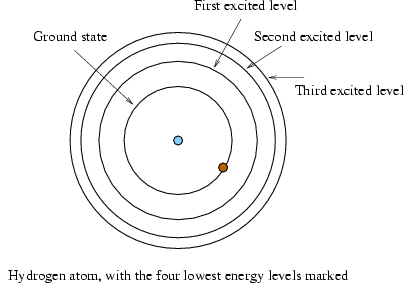 First excited level
Ground state
Second excited level
Third excited level
Hydrogen atom, with the four lowest energy levels marked